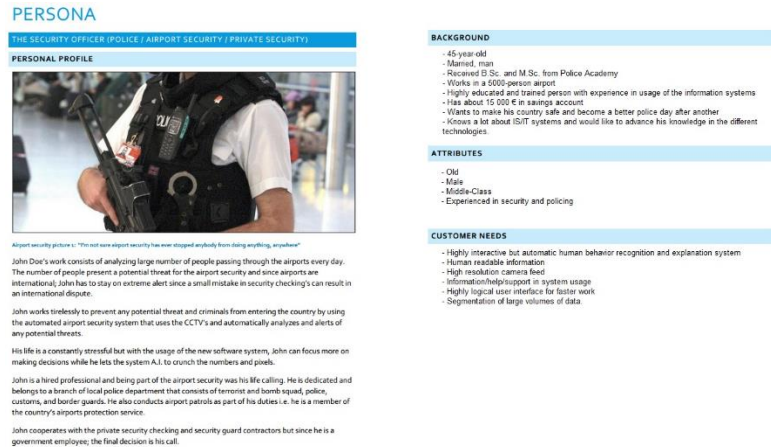 PERSONA
THE SECURITY OFFICER (POLICE / AIRPORT SECURITY / PRIVATE SECURITY)
PERSONAL PROFILE
Airport security picture 1: "I'm not sure airport security has ever stopped anybody from doing anything, anywhere"
John Doe's work consists of analyzing large number of people passing through the airports every day.
The number of people present a potential threat for the airport security and since airports are
international; John has to stay on extreme alert since a small mistake in security checking's can result in
an international dispute.
John works tirelessly to prevent any potential threat and criminals from entering the country by using
the automated airport security system that uses the CCTV's and automatically analyzes and alerts of
any potential threats.
His life is a constantly stressful but with the usage of the new software system, John can focus more on
making decisions while he lets the system A.I. to crunch the numbers and pixels.
John is a hired professional and being part of the airport security was his life calling. He is dedicated and
belongs to a branch of local police department that consists of terrorist and bomb squad, police,
customs, and border guards. He also conducts airport patrols as part of his duties i.e. he is a member of
the country's airports protection service.
John cooperates with the private security checking and security guard contractors but since he is a
government employee; the final decision is his call.
BACKGROUND
- 45-year-old
- Married, man
- Received B.Sc. and M.Sc. from Police Academy
- Works in a 5000-person airport
- Highly educated and trained person with experience in usage of the information systems
- Has about 15 000 € in savings account
- Wants to make his country safe and become a better police day after another
- Knows a lot about IS/IT systems and would like to advance his knowledge in the different
technologies.
ATTRIBUTES
- Old
- Male
- Middle-Class
- Experienced in security and policing
CUSTOMER NEEDS
- Highly interactive but automatic human behavior recognition and explanation system
- Human readable information
- High resolution camera feed
- Information/help/support in system usage
- Highly logical user interface for faster work
- Segmentation of large volumes of data.